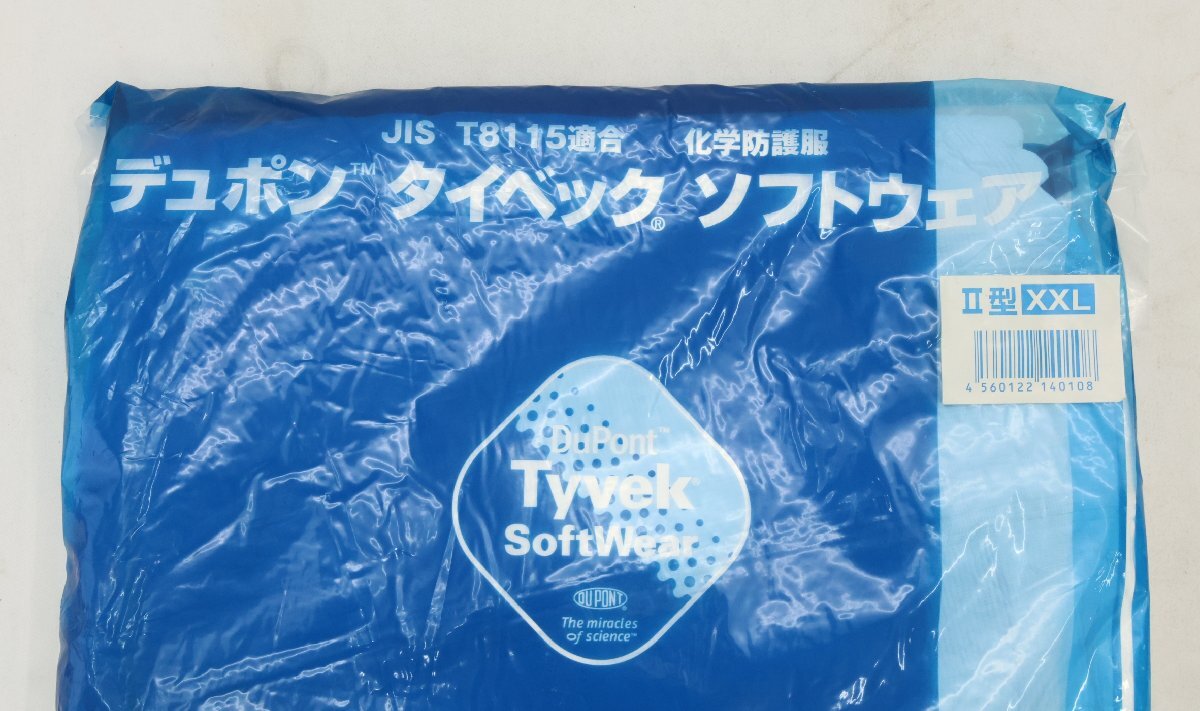 JIS T8115適合 化学防護服
デュポン™ タイベック® ソフトウェア
II型 XXL
4 560122 140108
DuPont™
Tyvek®
SoftWear
DUPONT®
The miracles
of science™